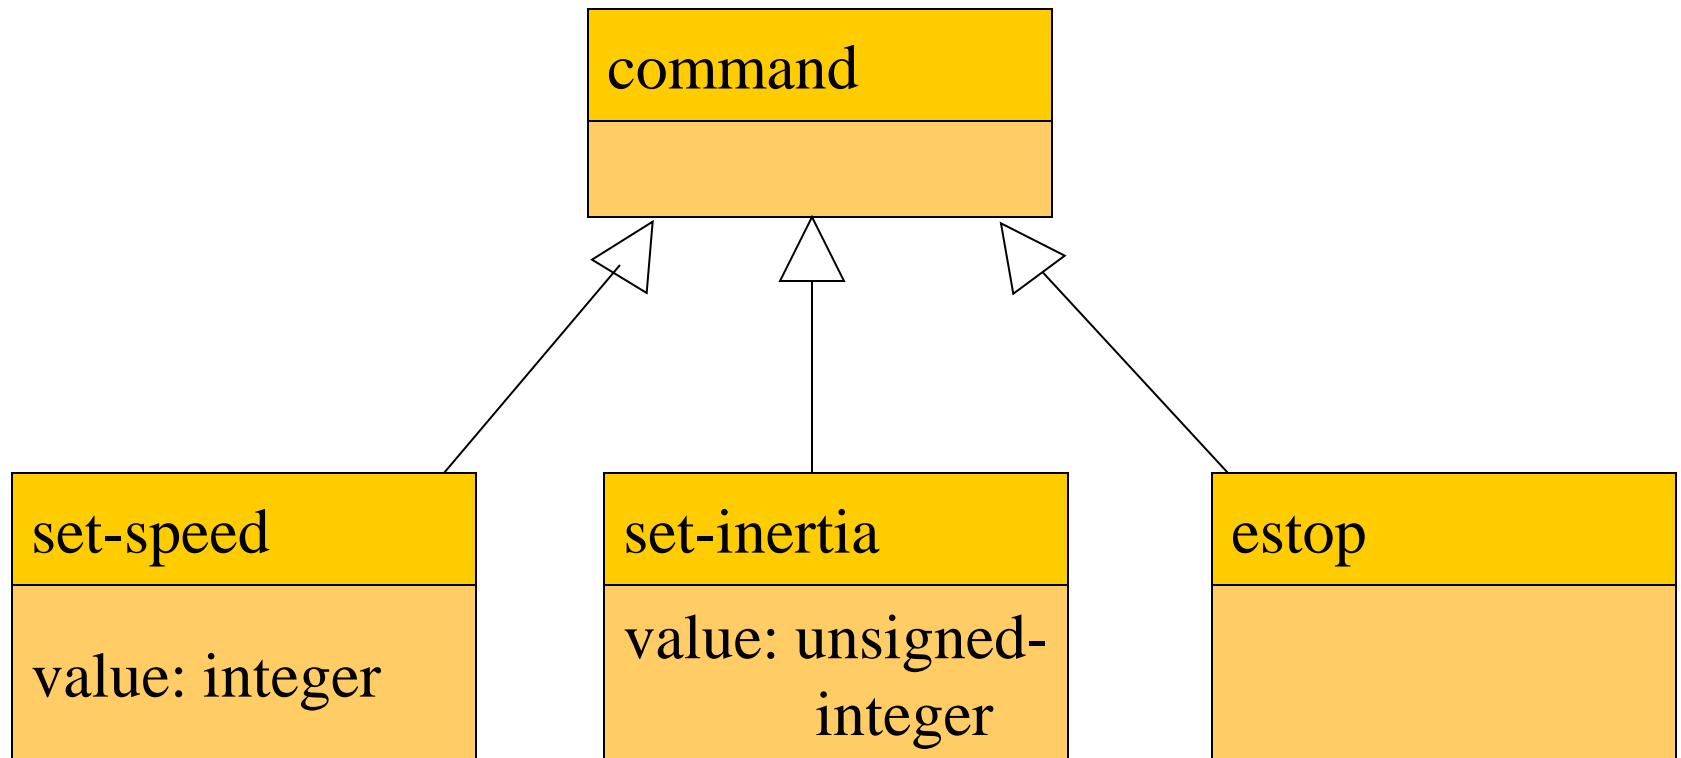 command
set-speed
set-inertia
estop
value: integer
value: unsigned-
integer